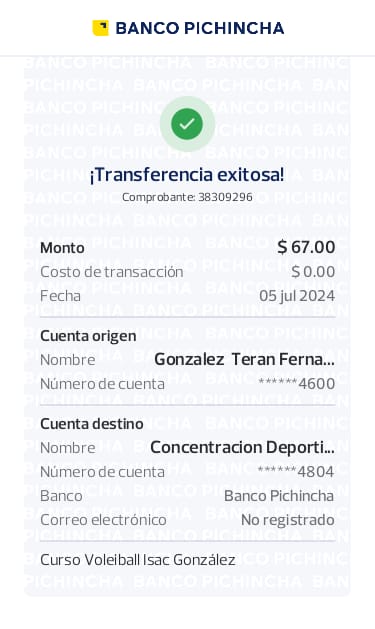 BANCO PICHINCHA
¡Transferencia exitosa!
Comprobante: 38309296
Monto $ 67.00
Costo de transacción $ 0.00
Fecha 05 jul 2024
Cuenta origen
Nombre Gonzalez Teran Ferna...
Número de cuenta ******4600
Cuenta destino
Nombre Concentracion Deporti...
Número de cuenta ******4804
Banco Banco Pichincha
Correo electrónico No registrado
Curso Voleiball Isac González